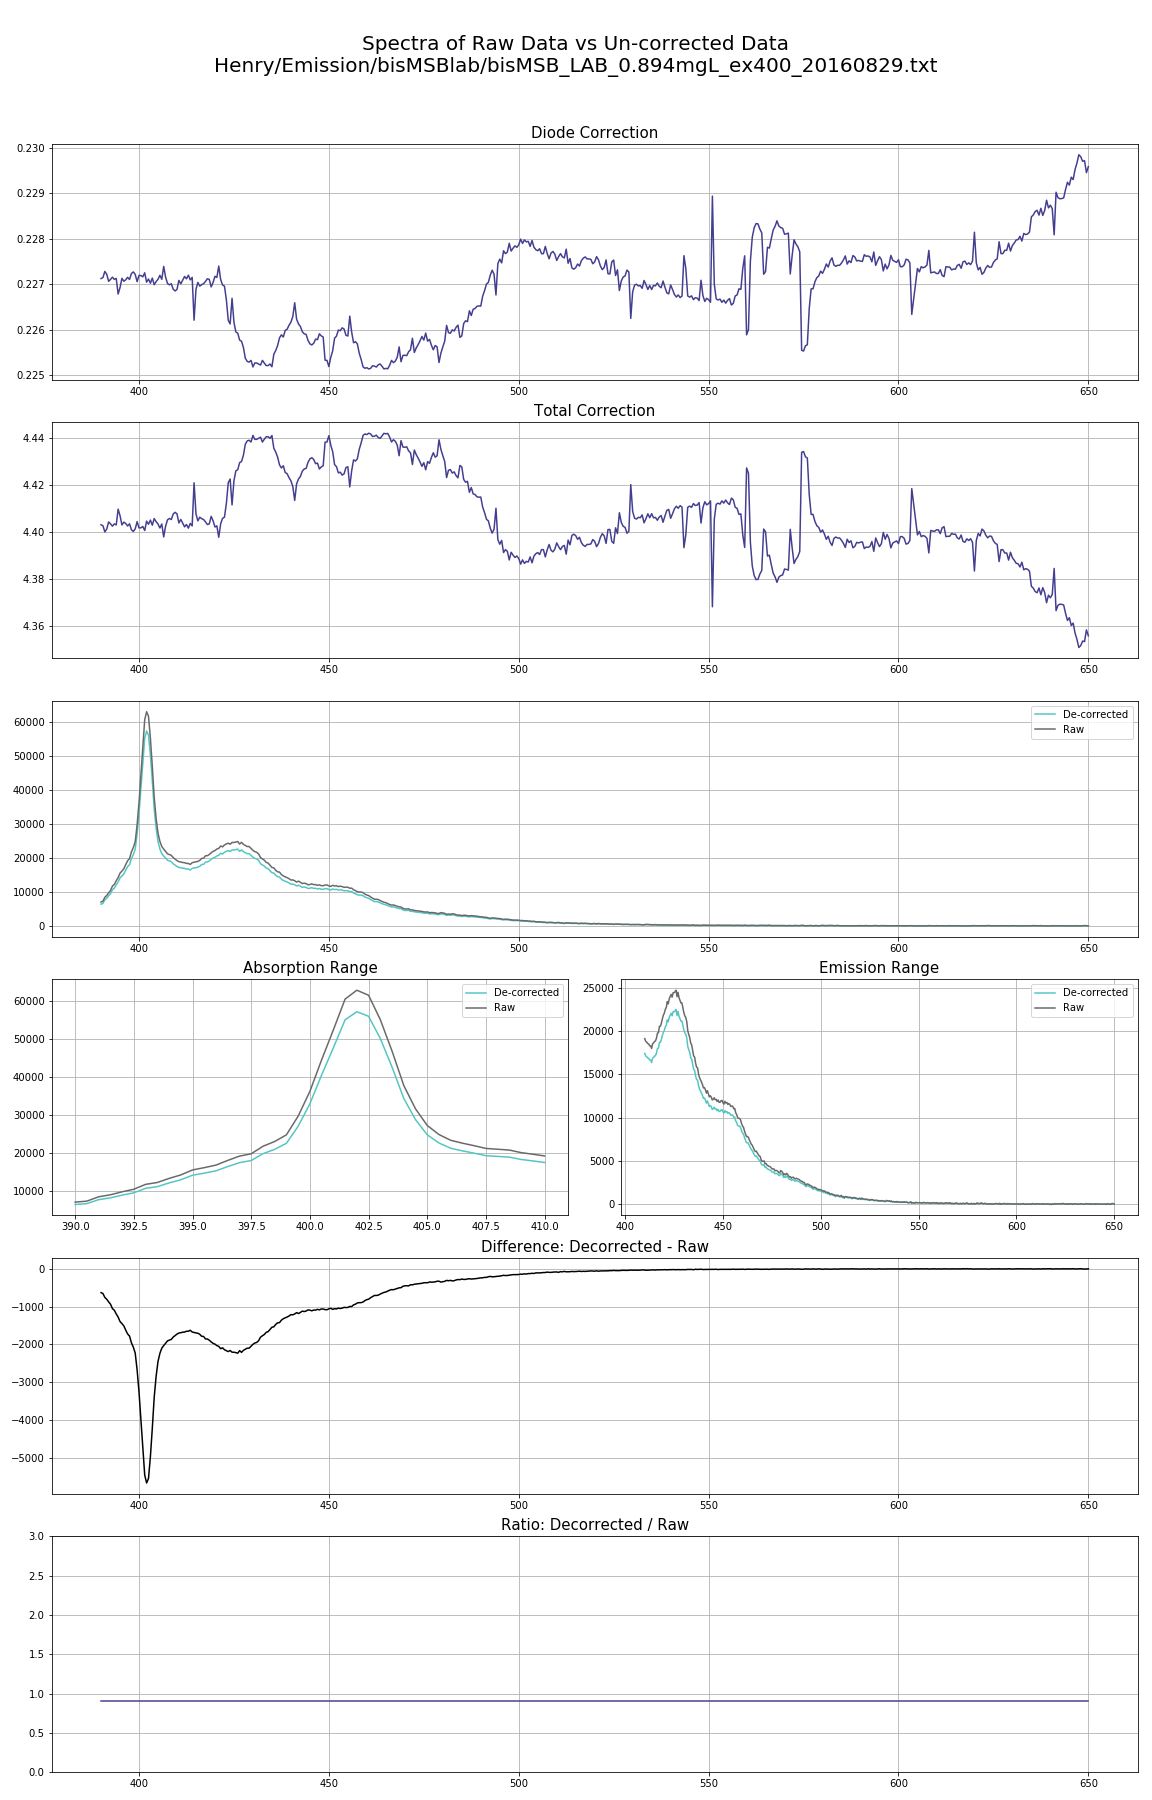 Spectra of Raw Data vs Un-corrected Data
Henry/Emission/bisMSBlab/bisMSB_LAB_0.894mgL_ex400_20160829.txt
Diode Correction
0.230
0.229
0.228
0.227
0.226
0.225
400 450 500 550 600 650
Total Correction
4.44
4.42
4.40
4.38
4.36
400 450 500 550 600 650
De-corrected
Raw
60000
50000
40000
30000
20000
10000
0
400 450 500 550 600 650
Absorption Range
De-corrected
Raw
60000
50000
40000
30000
20000
10000
390.0 392.5 395.0 397.5 400.0 402.5 405.0 407.5 410.0
Emission Range
De-corrected
Raw
25000
20000
15000
10000
5000
0
400 450 500 550 600 650
Difference: Decorrected - Raw
0
−1000
−2000
−3000
−4000
−5000
400 450 500 550 600 650
Ratio: Decorrected / Raw
3.0
2.5
2.0
1.5
1.0
0.5
0.0
400 450 500 550 600 650